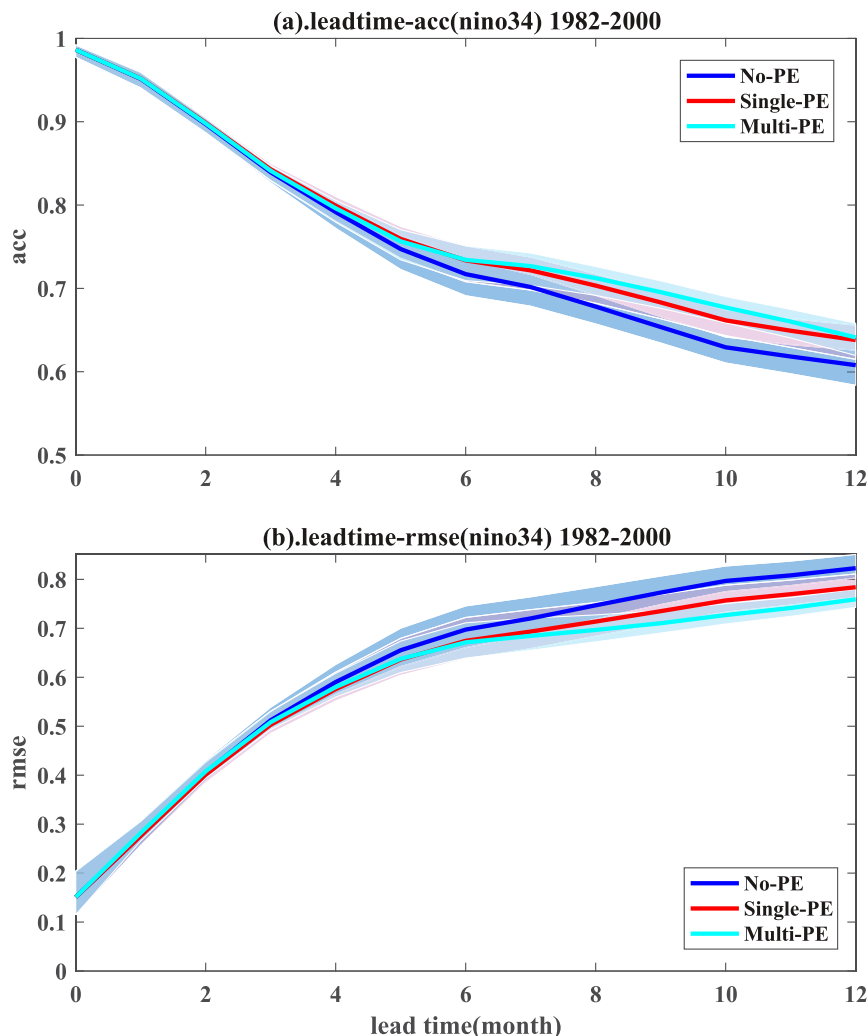 (a).leadtime-acc(nino34) 1982-2000
1
0.9
0.8
0.7
0.6
0.5
acc
No-PE
Single-PE
Multi-PE
0 2 4 6 8 10 12
(b).leadtime-rmse(nino34) 1982-2000
0.8
0.7
0.6
0.5
0.4
0.3
0.2
0.1
0
rmse
No-PE
Single-PE
Multi-PE
0 2 4 6 8 10 12
lead time(month)